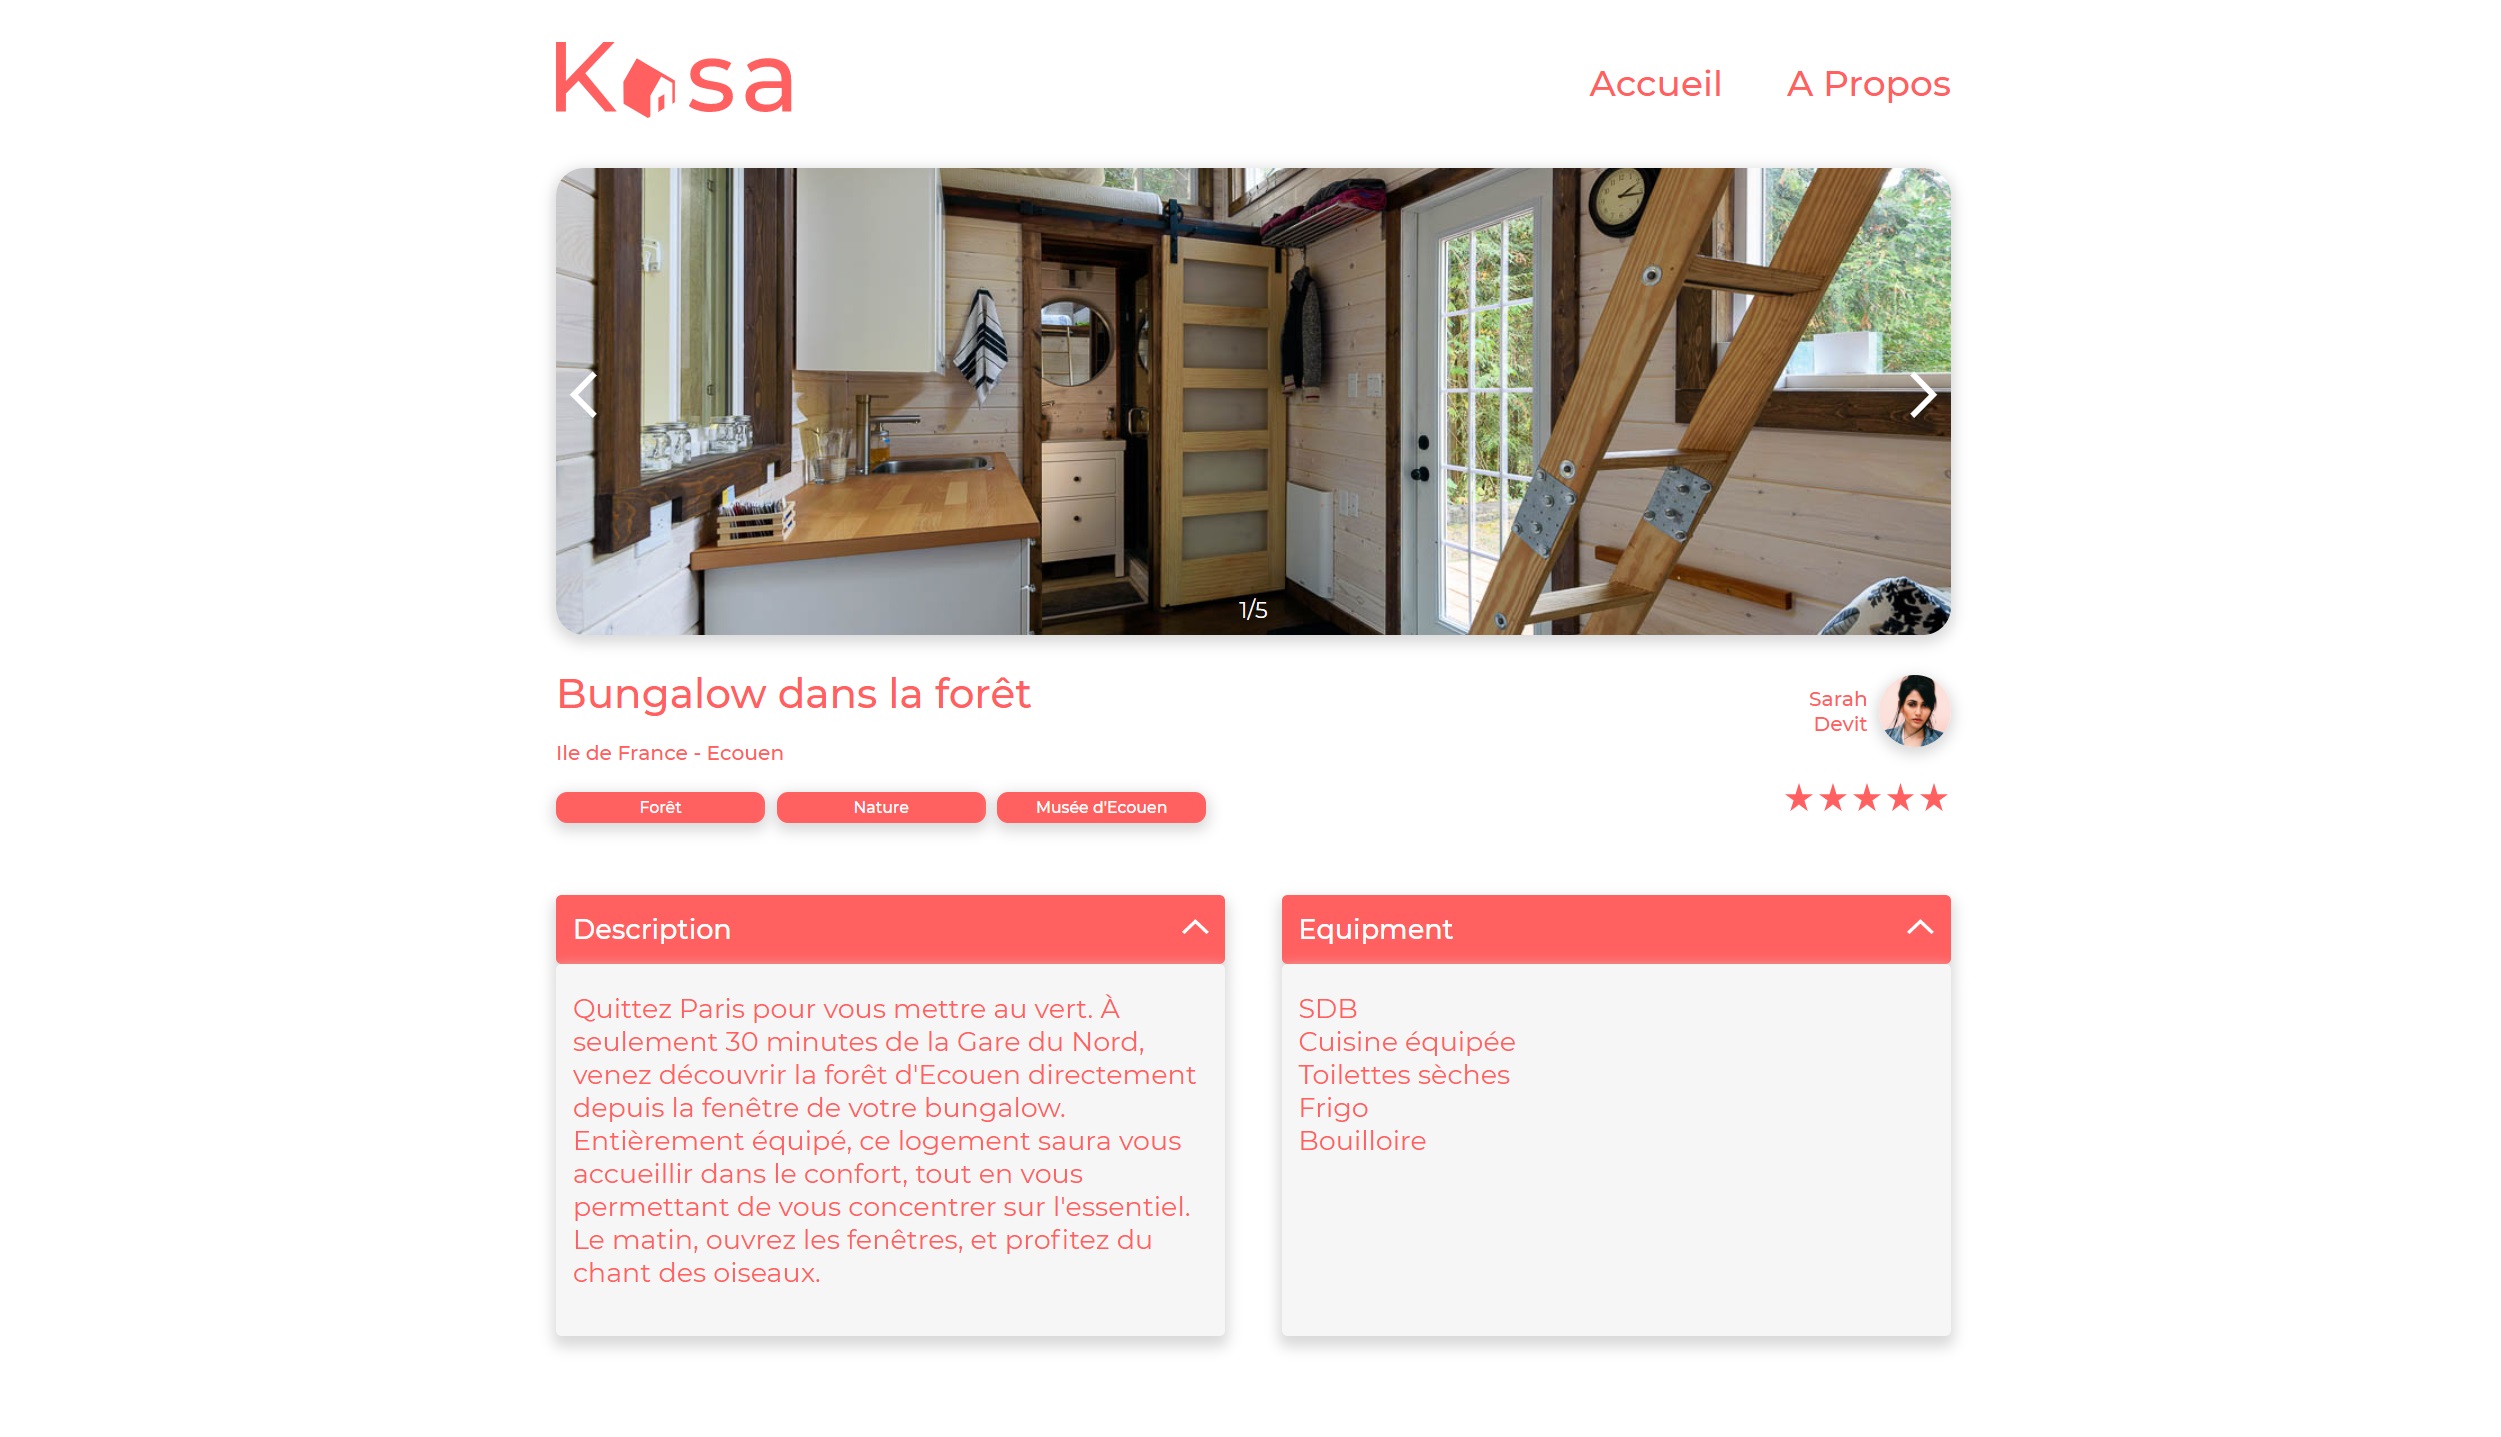 Kasa
Accueil
A Propos
1/5
Bungalow dans la forêt
Sarah
Devit
Ile de France - Ecouen
Forêt
Nature
Musée d'Ecouen
Description
Quittez Paris pour vous mettre au vert. À
seulement 30 minutes de la Gare du Nord,
venez découvrir la forêt d'Ecouen directement
depuis la fenêtre de votre bungalow.
Entièrement équipé, ce logement saura vous
accueillir dans le confort, tout en vous
permettant de vous concentrer sur l'essentiel.
Le matin, ouvrez les fenêtres, et profitez du
chant des oiseaux.
Equipment
SDB
Cuisine équipée
Toilettes sèches
Frigo
Bouilloire